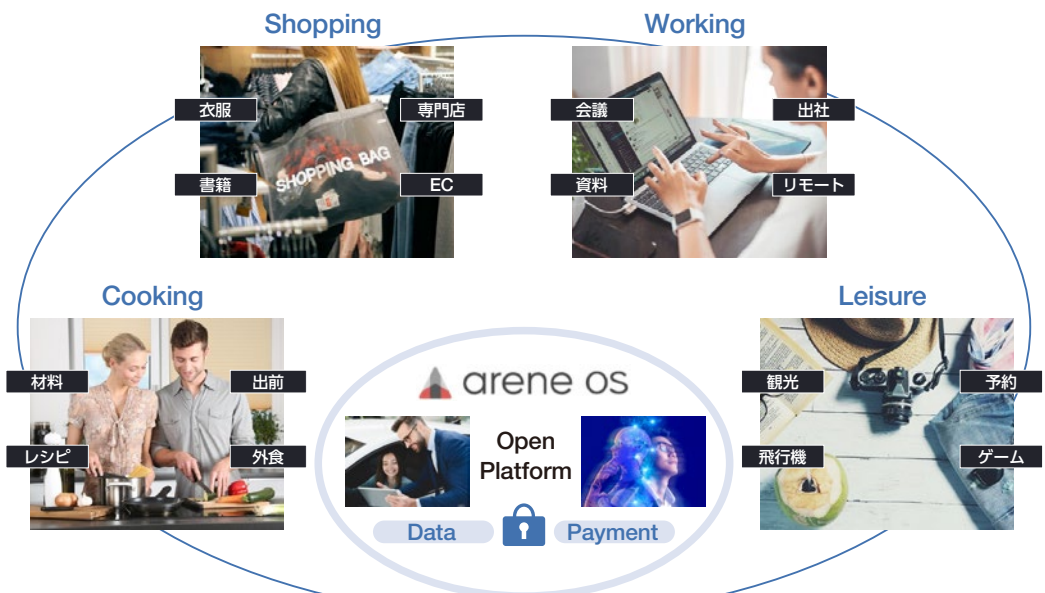 Shopping
衣服
専門店
書籍
EC
SHOPPING BAG
Working
会議
出社
資料
リモート
Cooking
材料
出前
レシピ
外食
arene os
Open
Platform
Data
Payment
Leisure
観光
予約
飛行機
ゲーム